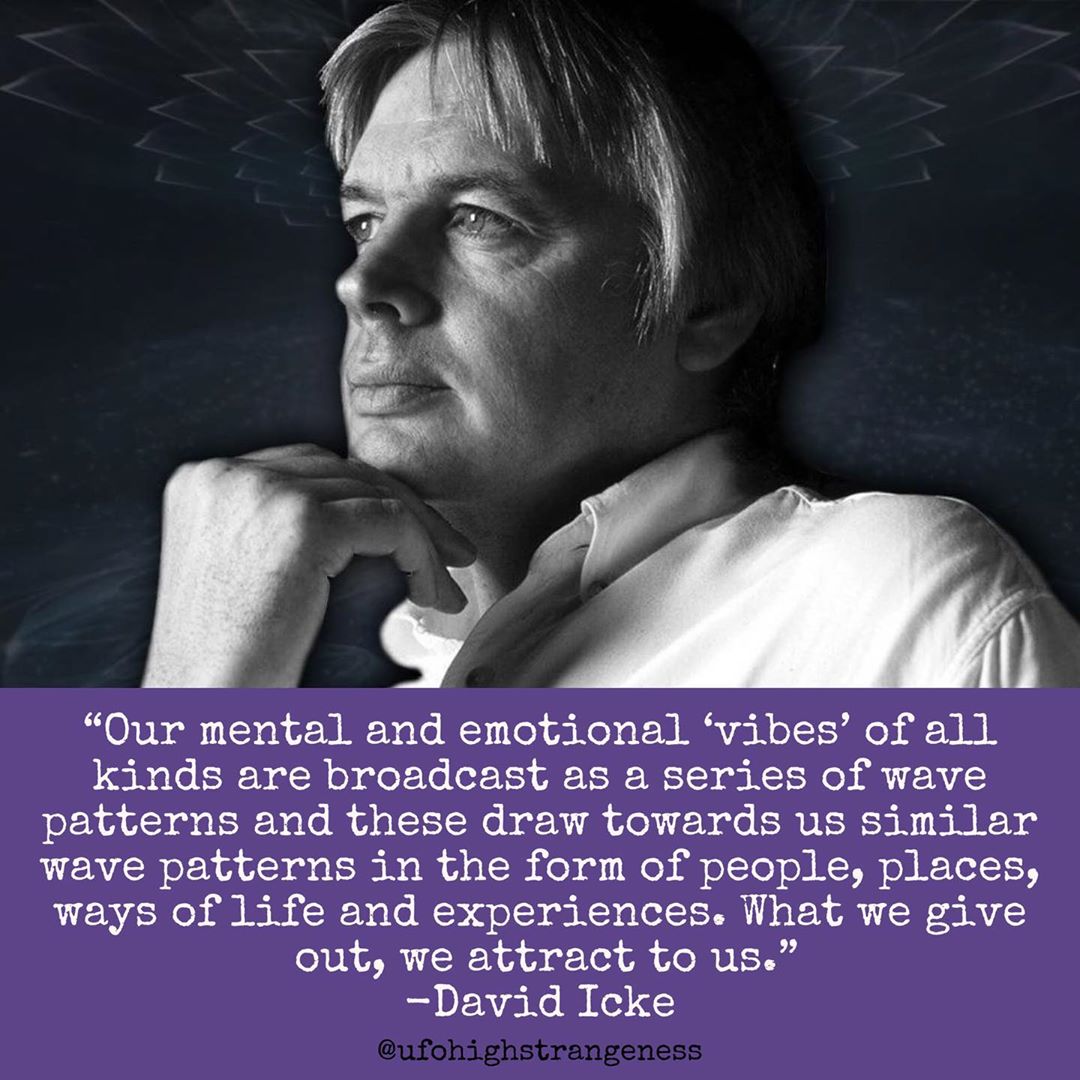 “Our mental and emotional ‘vibes’ of all
kinds are broadcast as a series of wave
patterns and these draw towards us similar
wave patterns in the form of people, places,
ways of life and experiences. What we give
out, we attract to us.”
-David Icke
@ufohighstrangeness